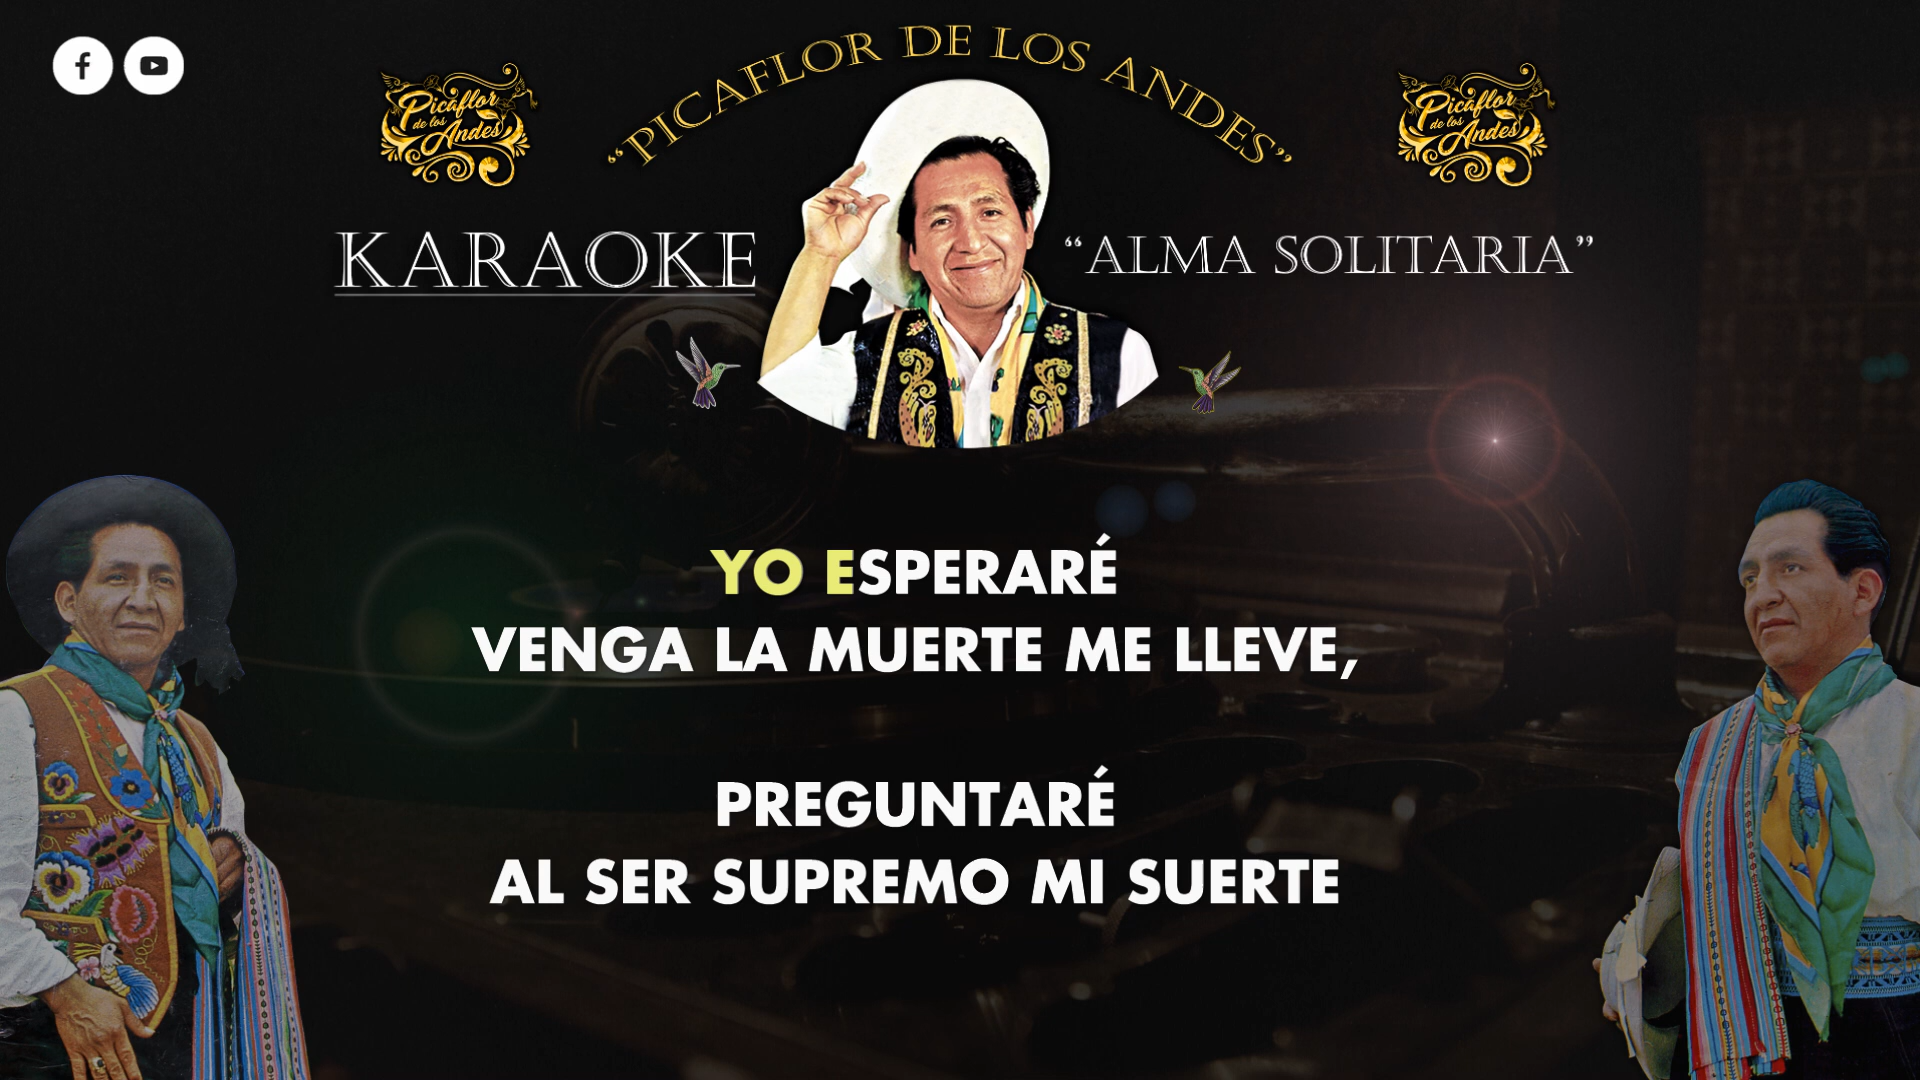 “PICAFLOR DE LOS ANDES”
Picaflor
de los
Andes
Picaflor
de los
Andes
KARAOKE
“ALMA SOLITARIA”
YO ESPERARÉ
VENGA LA MUERTE ME LLEVE,
PREGUNTARÉ
AL SER SUPREMO MI SUERTE